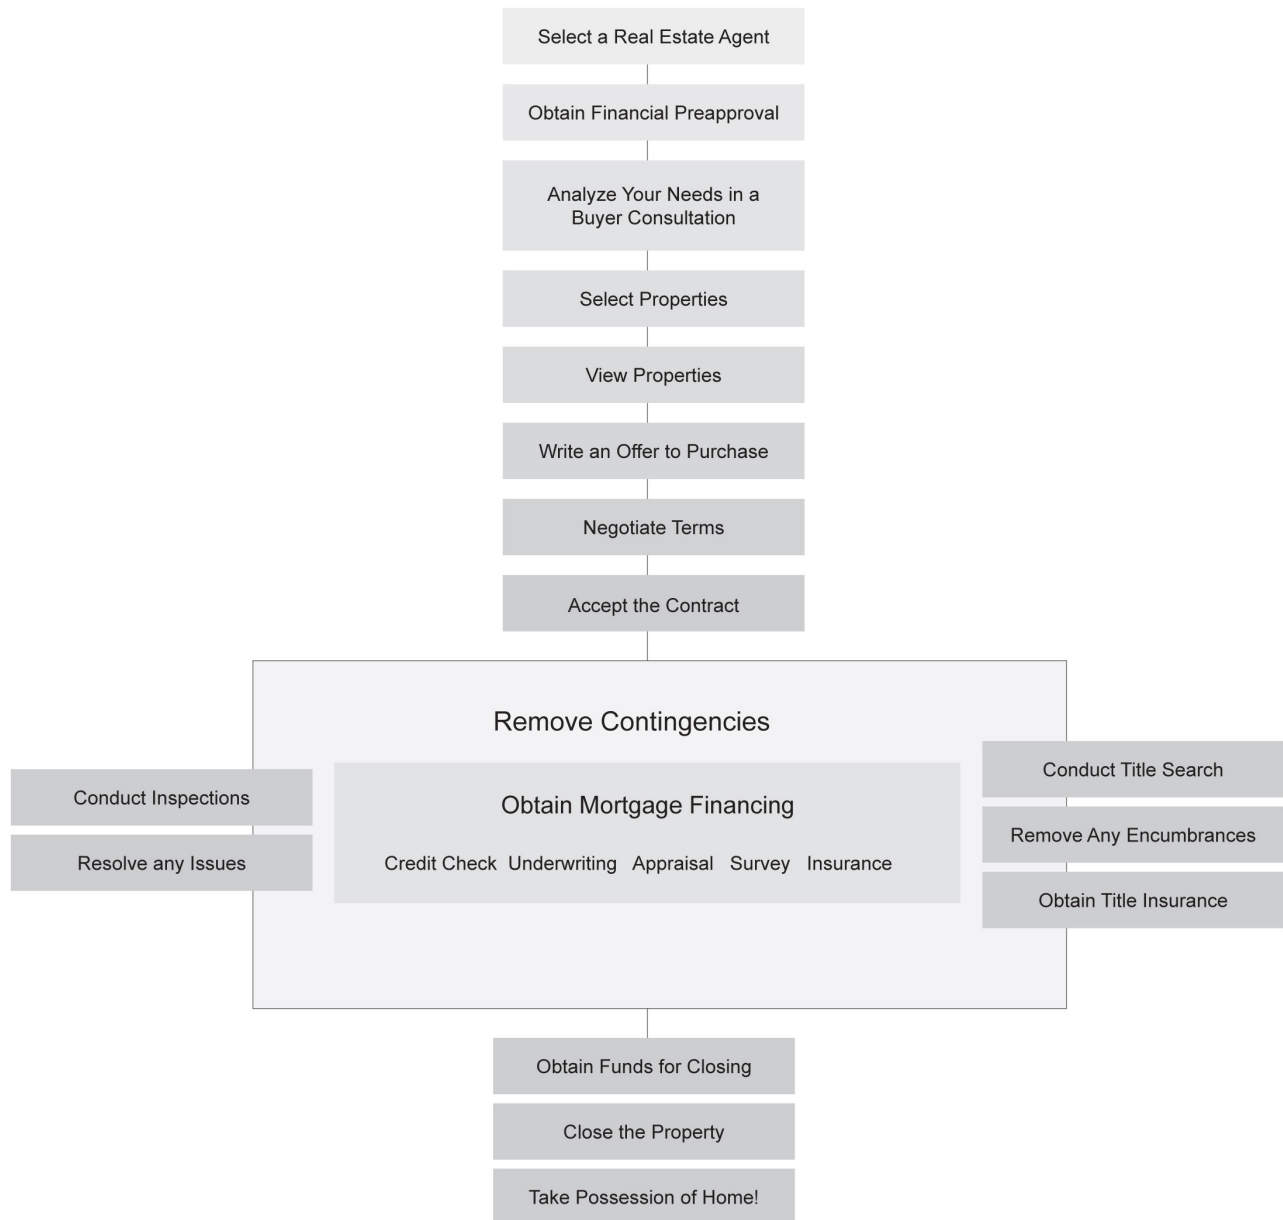 Select a Real Estate Agent
Obtain Financial Preapproval
Analyze Your Needs in a
Buyer Consultation
Select Properties
View Properties
Write an Offer to Purchase
Negotiate Terms
Accept the Contract
Remove Contingencies
Conduct Inspections
Resolve any Issues
Obtain Mortgage Financing
Credit Check Underwriting Appraisal Survey Insurance
Conduct Title Search
Remove Any Encumbrances
Obtain Title Insurance
Obtain Funds for Closing
Close the Property
Take Possession of Home!